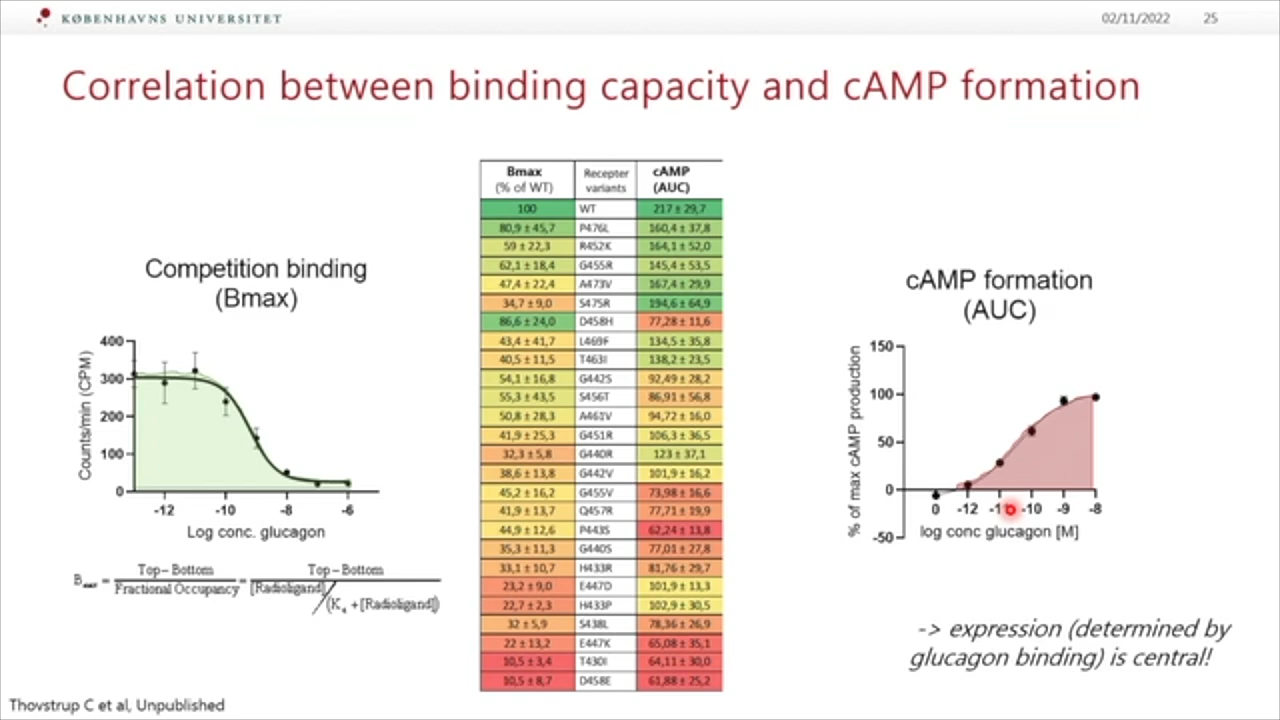 KØBENHAVNS UNIVERSITET
02/11/2022 25
Correlation between binding capacity and cAMP formation
Competition binding
(Bmax)
Counts/min (CPM)
400
300
200
100
0
-12 -10 -8 -6
Log conc. glucagon
Top – Bottom Top – Bottom
Fractional Occupancy [Radioligand]
(K + [Radioligand])
Bmax Recepter cAMP
(% of WT) variants (AUC)
100 WT 217 ± 29,7
80,9 ± 45,7 P476L 160,4 ± 37,8
59 ± 22,3 R452K 164,1 ± 52,0
62,1 ± 18,4 G455R 145,4 ± 53,5
47,4 ± 22,4 A473V 167,4 ± 29,9
34,7 ± 9,0 S475R 194,6 ± 64,9
86,6 ± 24,0 D458H 77,28 ± 11,6
43,4 ± 41,7 L469F 134,5 ± 35,8
40,5 ± 11,5 T463I 138,2 ± 23,5
54,1 ± 16,8 G442S 92,49 ± 28,2
55,3 ± 43,5 S456T 86,91 ± 56,8
50,8 ± 28,3 A461V 94,72 ± 16,0
41,9 ± 25,3 G451R 106,3 ± 36,5
32,3 ± 5,8 G440R 123 ± 37,1
38,6 ± 13,8 G442V 101,9 ± 16,2
45,2 ± 16,2 G455V 73,98 ± 16,6
41,9 ± 13,7 Q457R 77,71 ± 19,9
44,9 ± 12,6 P443S 62,24 ± 13,8
35,3 ± 11,3 G440S 77,01 ± 27,8
33,1 ± 10,7 H433R 81,76 ± 29,7
23,2 ± 9,0 E447D 101,9 ± 13,3
22,7 ± 2,3 H433P 102,9 ± 30,5
32 ± 5,9 S438L 78,36 ± 26,9
22 ± 13,2 E447K 65,08 ± 35,1
10,5 ± 3,4 T430I 64,11 ± 30,0
10,5 ± 8,7 D458E 61,88 ± 25,2
cAMP formation
(AUC)
% of max cAMP production
150
100
50
0
-50
0 -12 -10 -9 -8
log conc glucagon [M]
-> expression (determined by
glucagon binding) is central!
Thovstrup C et al, Unpublished